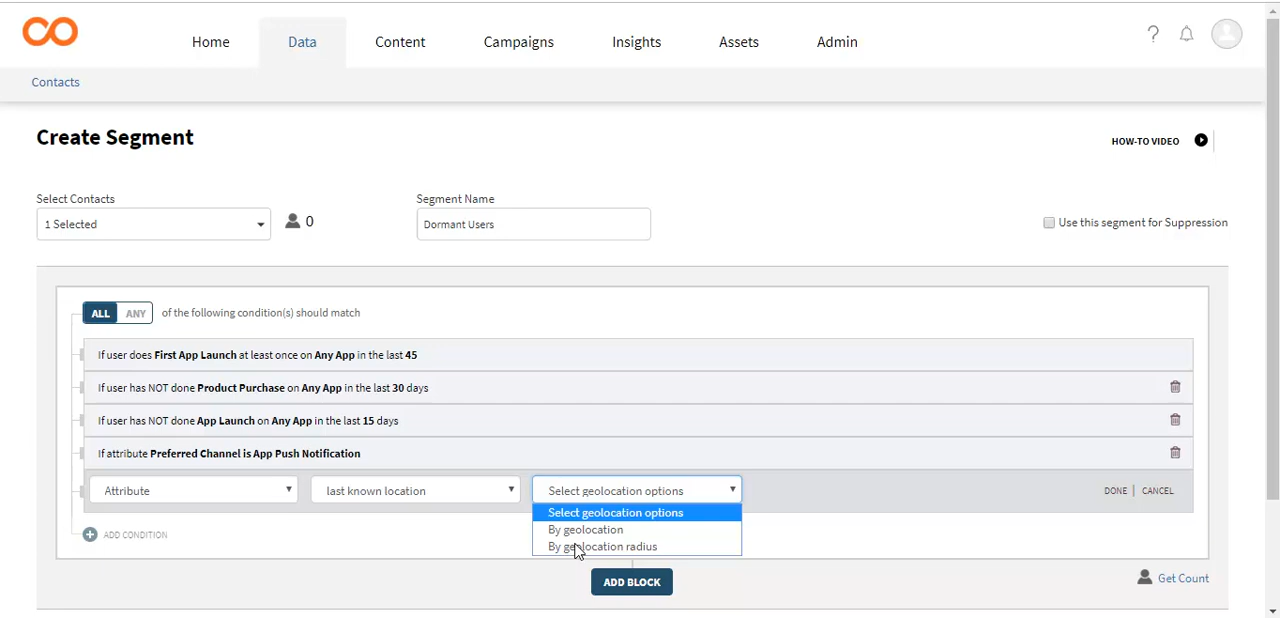 Home Data Content Campaigns Insights Assets Admin ?
Contacts
Create Segment
HOW-TO VIDEO
Select Contacts
Segment Name
1 Selected 0 Dormant Users Use this segment for Suppression
ALL ANY of the following condition(s) should match
If user does First App Launch at least once on Any App in the last 45
If user has NOT done Product Purchase on Any App in the last 30 days
If user has NOT done App Launch on Any App in the last 15 days
If attribute Preferred Channel is App Push Notification
Attribute last known location Select geolocation options DONE | CANCEL
Select geolocation options
By geolocation
By geolocation radius
ADD CONDITION
ADD BLOCK
Get Count